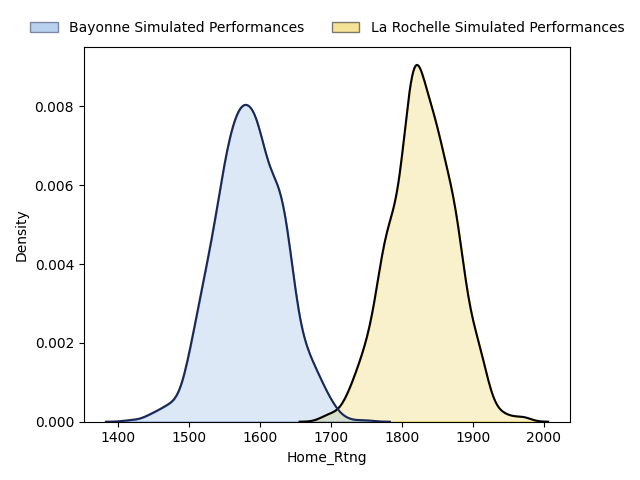 Bayonne Simulated Performances
La Rochelle Simulated Performances
0.008
0.006
0.004
0.002
0.000
Density
1400 1500 1600 1700 1800 1900 2000
Home_Rtng